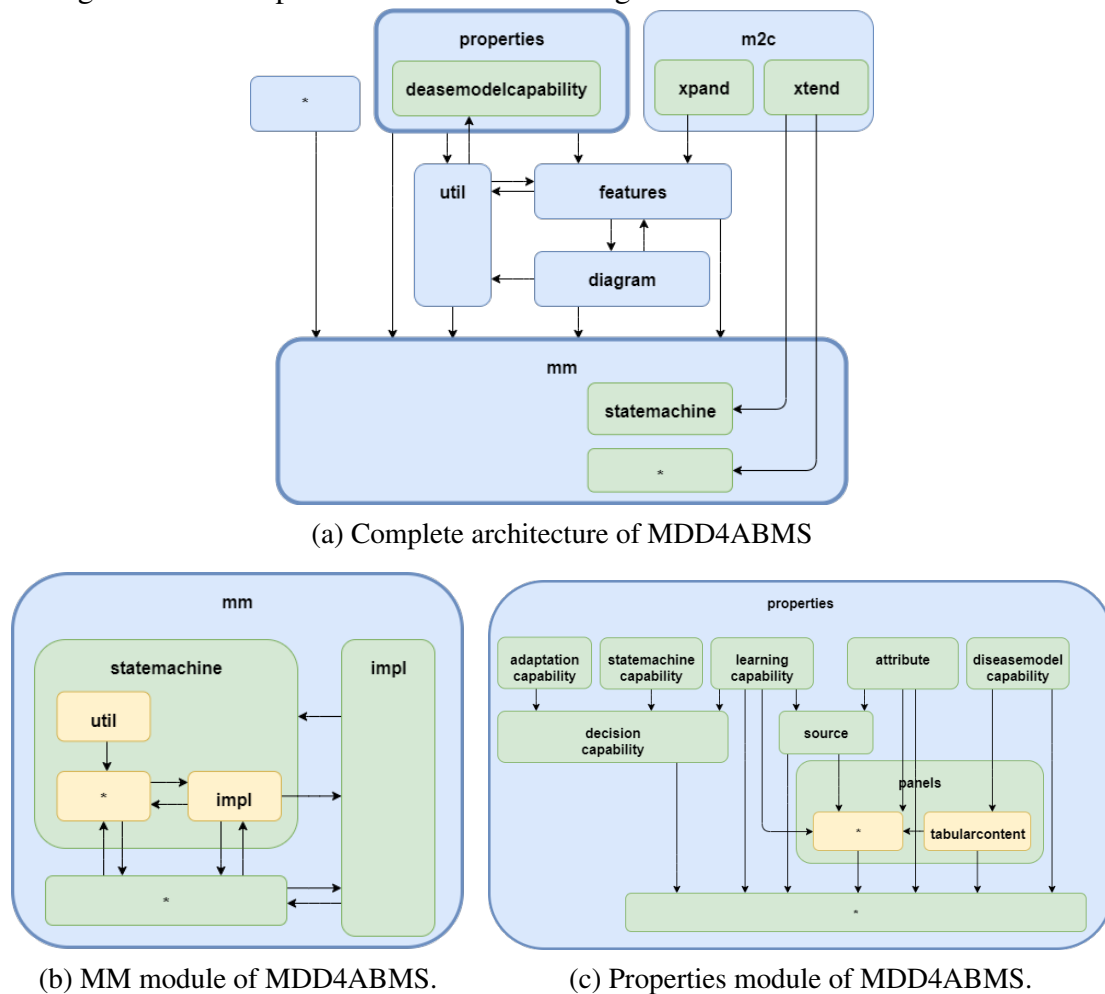 properties
m2c
deasemodelcapability
xpand
xtend
*
util
features
diagram
mm
statemachine
*
(a) Complete architecture of MDD4ABMS
mm
statemachine
impl
util
*
impl
*
(b) MM module of MDD4ABMS.
properties
adaptation
capability
statemachine
capability
learning
capability
attribute
diseasemodel
capability
decision
capability
source
panels
*
tabularcontent
*
(c) Properties module of MDD4ABMS.